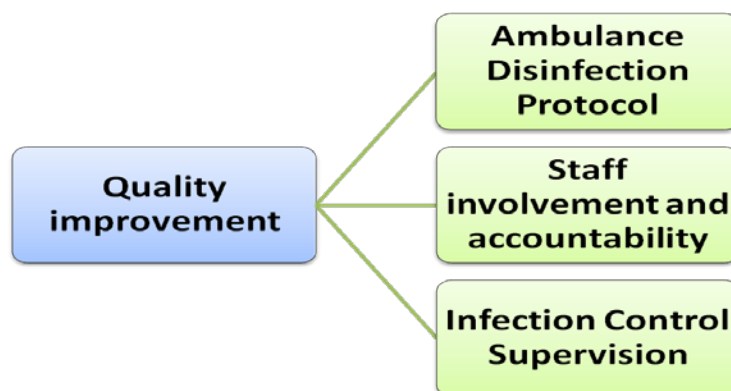 Quality
improvement
Ambulance
Disinfection
Protocol
Staff
involvement and
accountability
Infection Control
Supervision